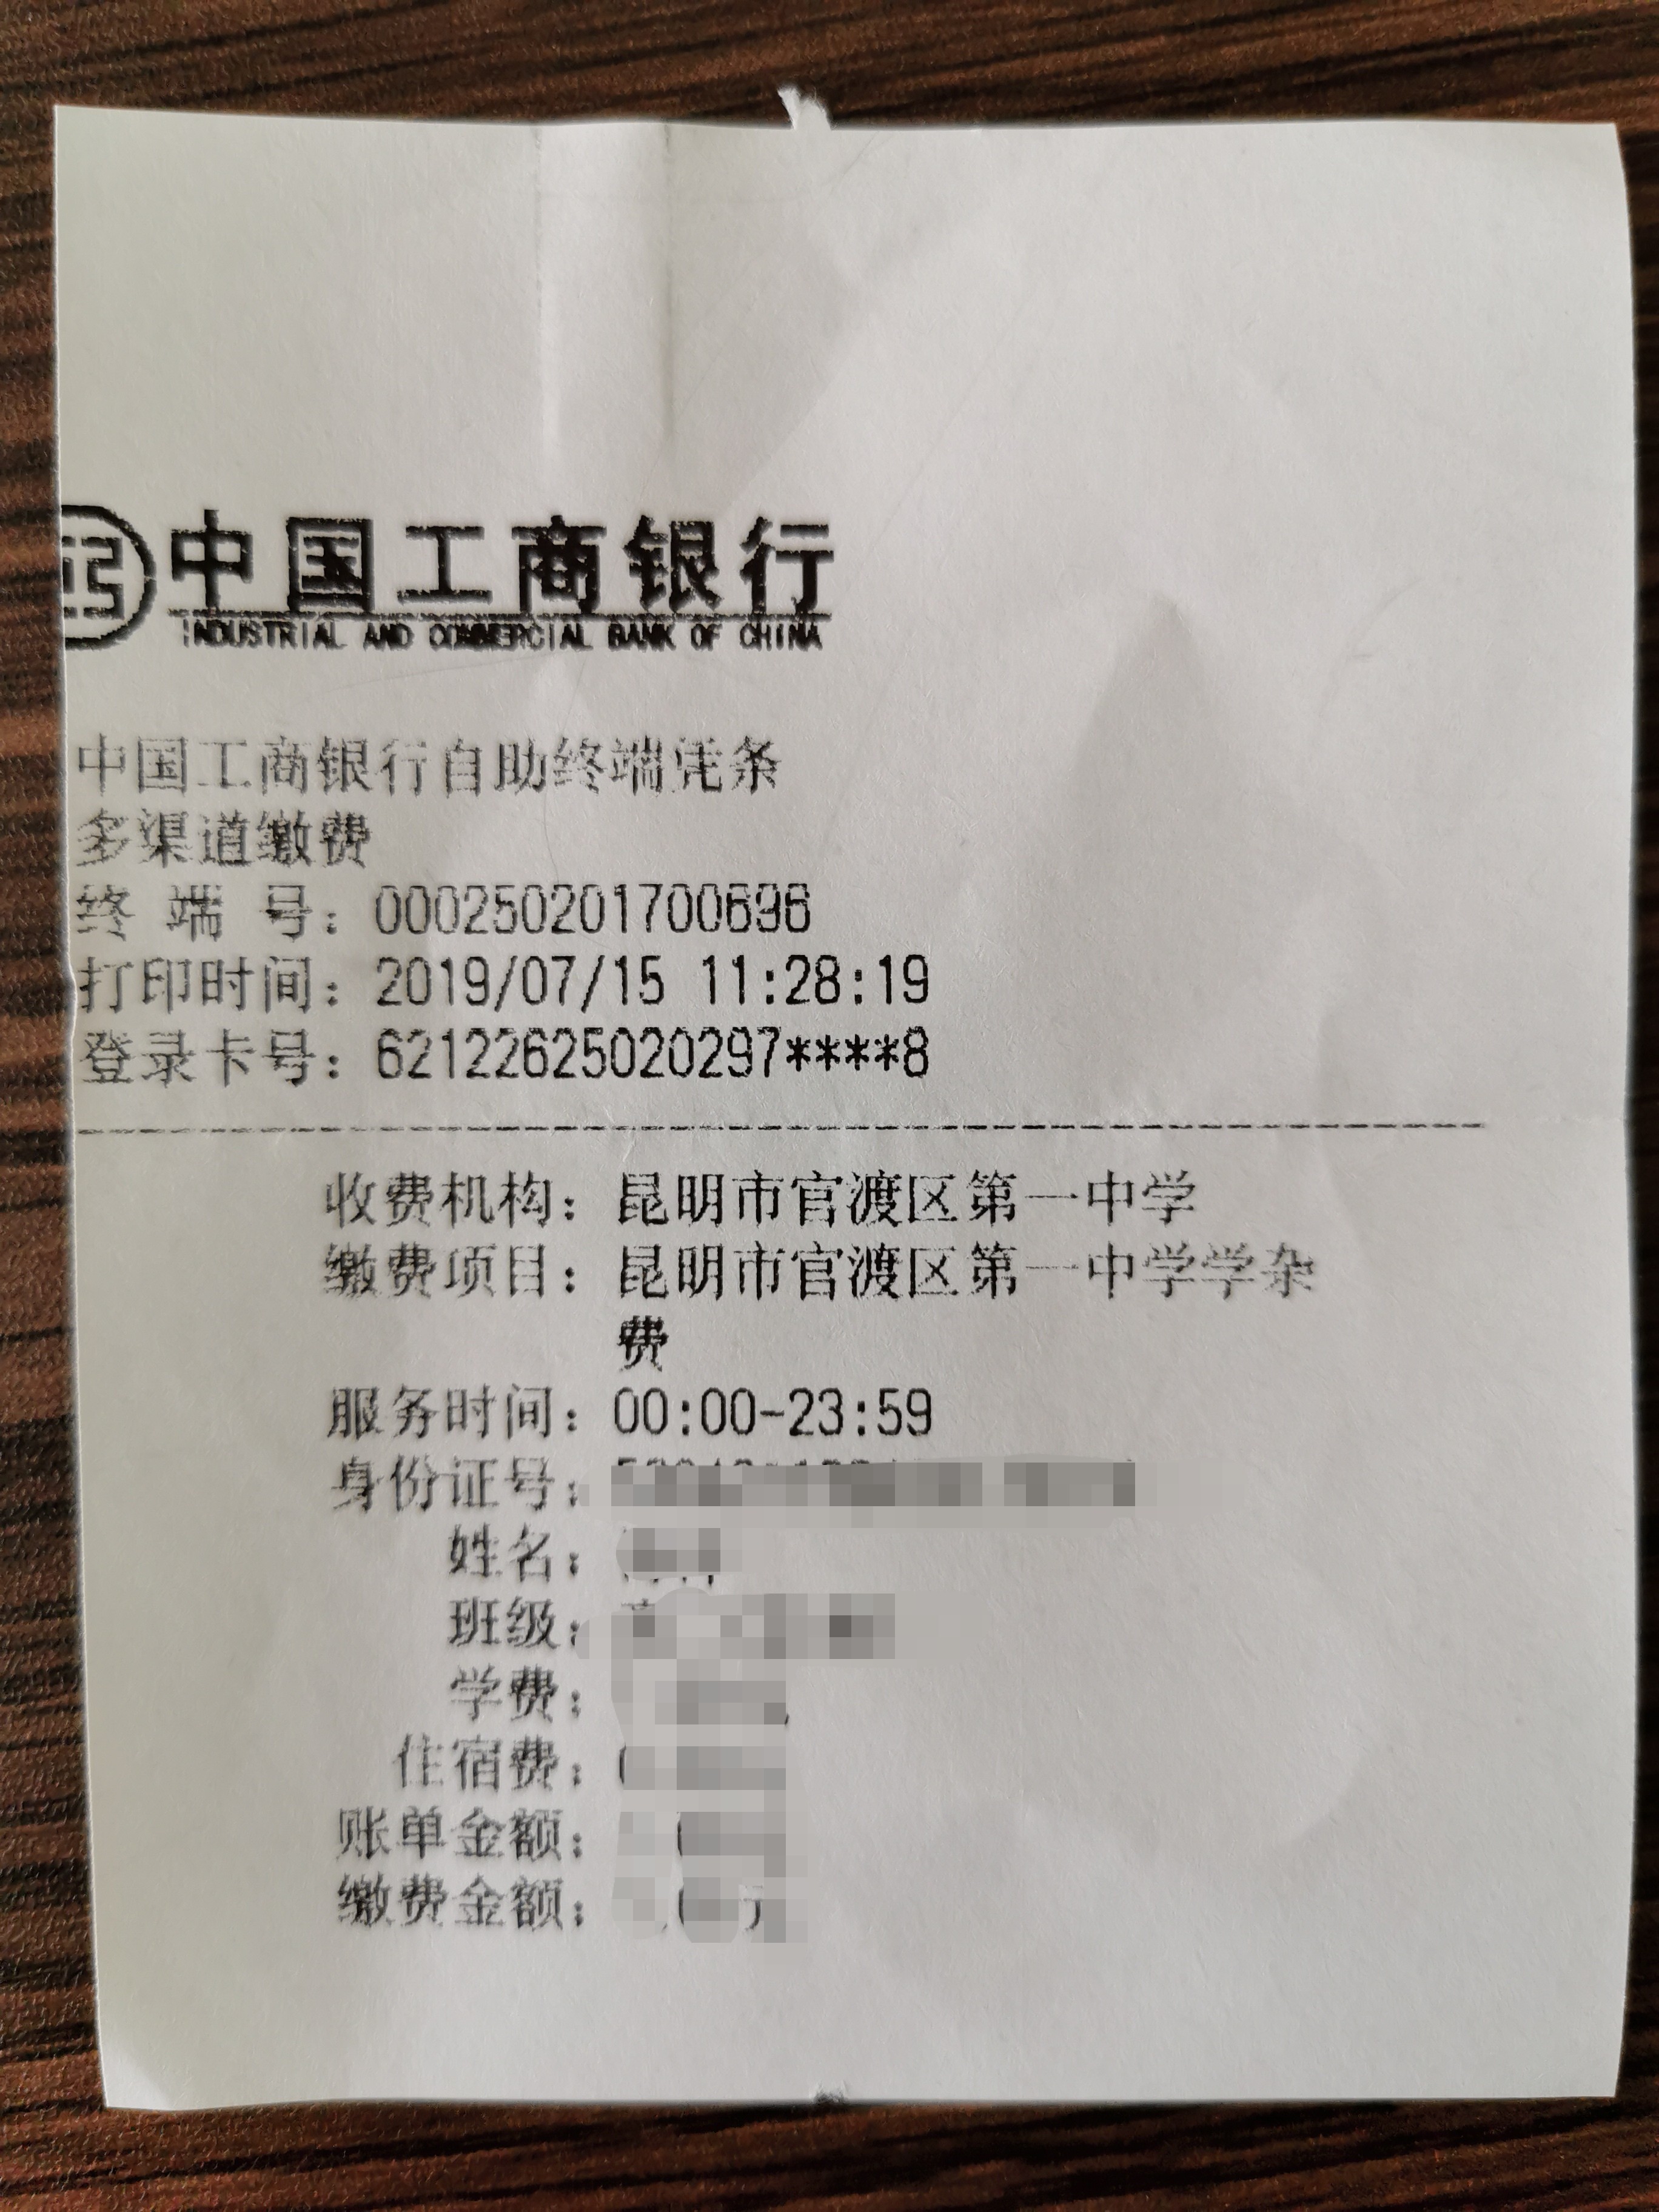 中国工商银行
INDUSTRIAL AND COMMERCIAL BANK OF CHINA
中国工商银行自助终端凭条
多渠道缴费
终 端 号：000250201700696
打印时间：2019/07/15 11:28:19
登录卡号：62122625020297****8
收费机构：昆明市官渡区第一中学
缴费项目：昆明市官渡区第一中学学杂
费
服务时间：00:00-23:59
身份证号：
姓名：
班级：
学费：
住宿费：
账单金额：
缴费金额：